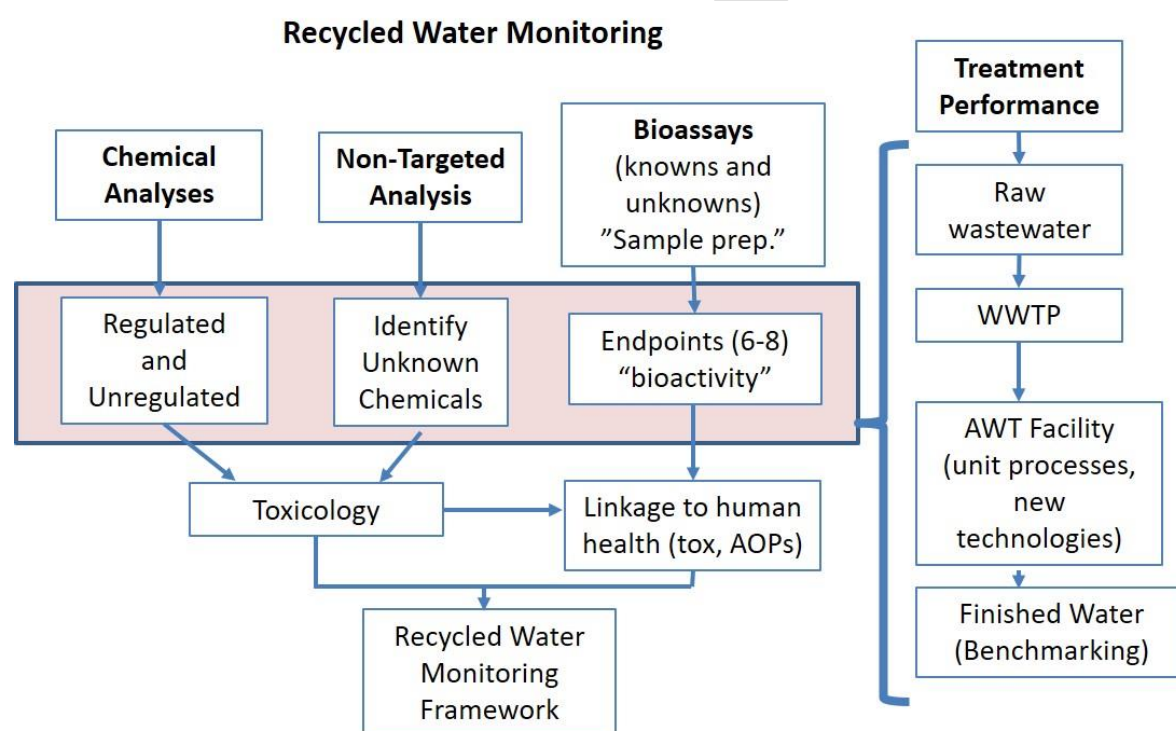 Recycled Water Monitoring
Chemical
Analyses
Non-Targeted
Analysis
Bioassays
(knowns and
unknowns)
”Sample prep.”
Regulated
and
Unregulated
Identify
Unknown
Chemicals
Endpoints (6-8)
“bioactivity”
Toxicology
Linkage to human
health (tox, AOPs)
Recycled Water
Monitoring
Framework
Treatment
Performance
Raw
wastewater
WWTP
AWT Facility
(unit processes,
new
technologies)
Finished Water
(Benchmarking)